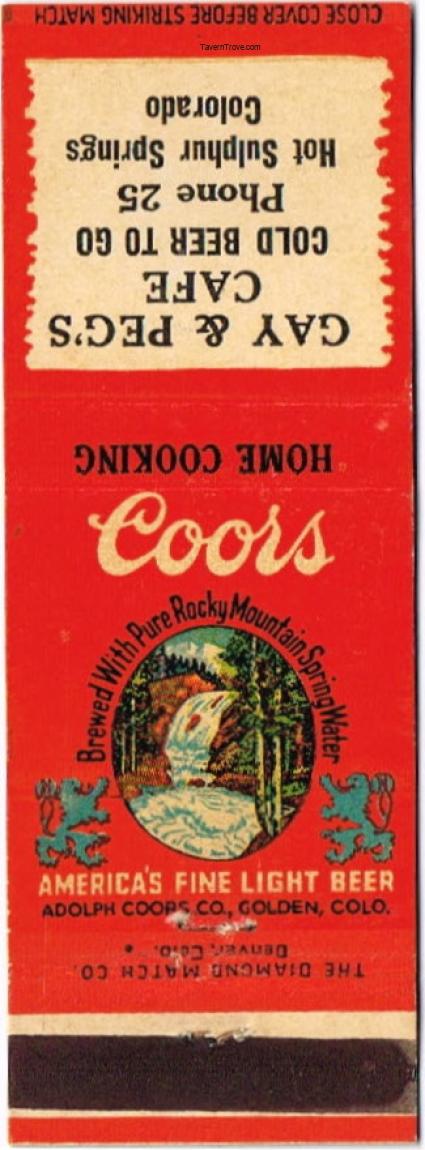 CLOSE COVER BEFORE STRIKING MATCH
TavernTrove.com
GAY & PEG'S
CAFE
COLD BEER TO GO
Phone 25
Hot Sulphur Springs
Colorado
HOME COOKING
Coors
Brewed With Pure Rocky Mountain Spring Water
AMERICA'S FINE LIGHT BEER
ADOLPH COORS CO., GOLDEN, COLO.
THE DIAMOND MATCH CO.
Denver, Colo.